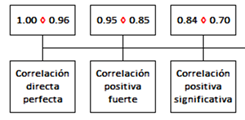 1.00 ◊ 0.96
0.95 ◊ 0.85
0.84 ◊ 0.70
Correlación
directa
perfecta
Correlación
positiva
fuerte
Correlación
positiva
significativa